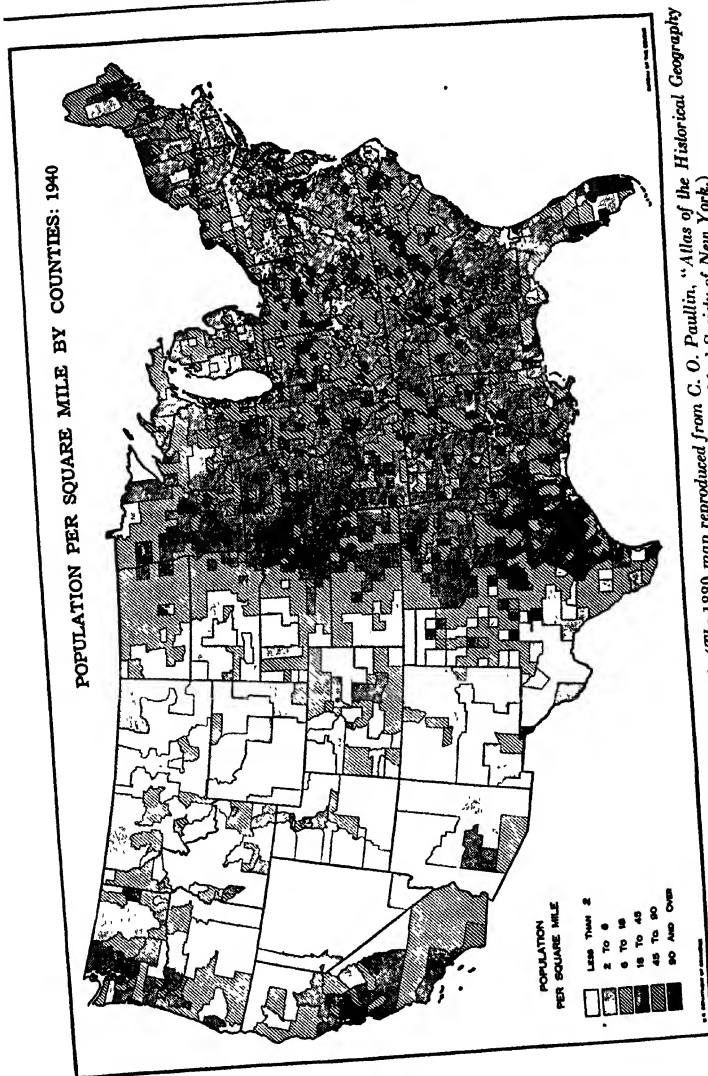 POPULATION PER SQUARE MILE BY COUNTIES: 1940
POPULATION
PER SQUARE MILE
LESS THAN 2
2 TO 6
6 TO 18
18 TO 45
45 TO 90
90 AND OVER
(The 1880 map reproduced from C. O. Paullin, "Atlas of the Historical Geography
Society of New York.)